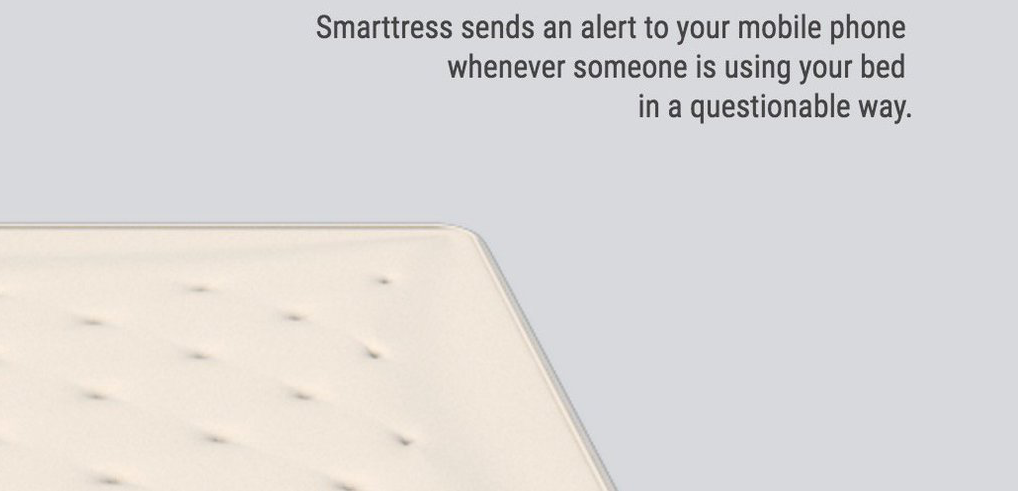 Smarttress sends an alert to your mobile phone
whenever someone is using your bed
in a questionable way.